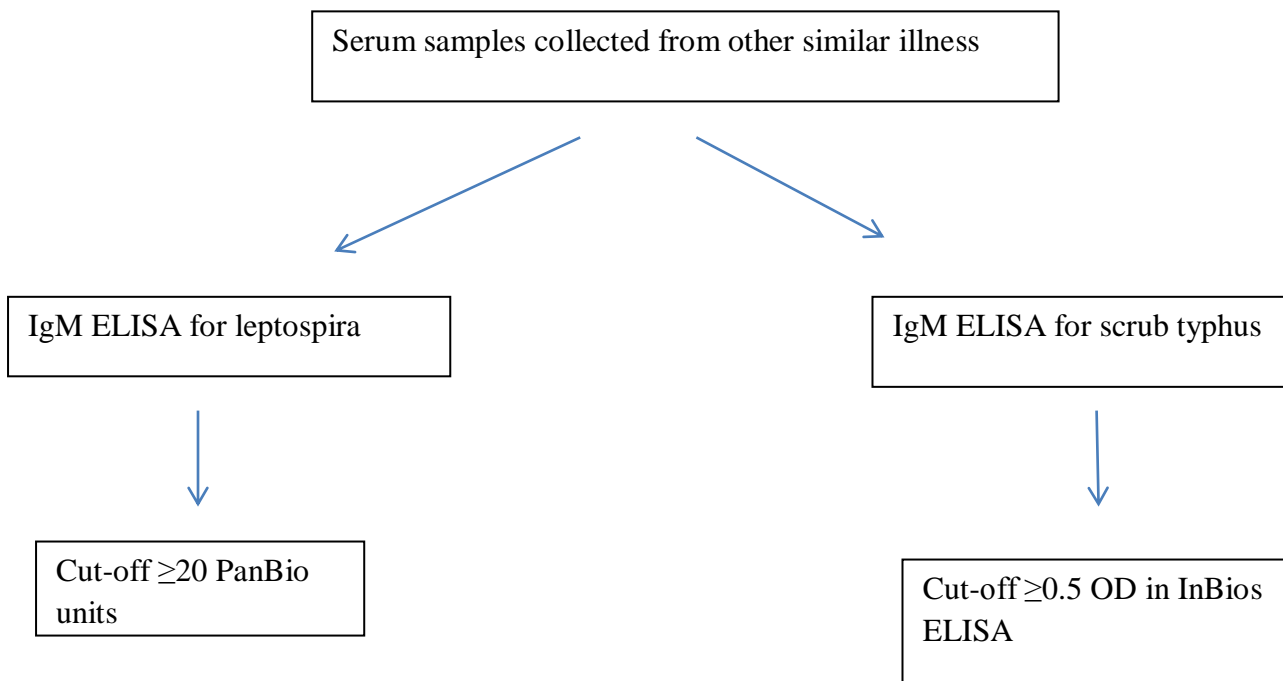 Serum samples collected from other similar illness
IgM ELISA for leptospira
IgM ELISA for scrub typhus
Cut-off ≥20 PanBio
units
Cut-off ≥0.5 OD in InBios
ELISA